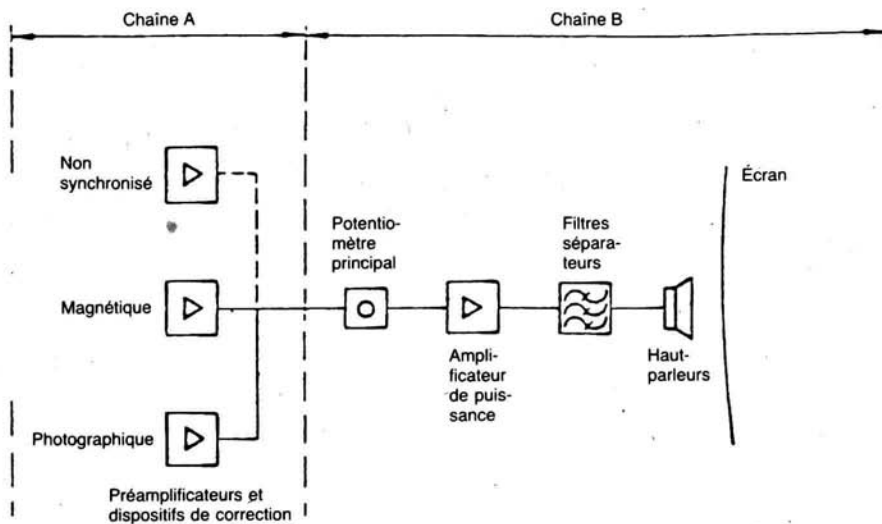 Chaîne A
Chaîne B
Non
synchronisé
Écran
Potentio-
mètre
principal
Filtres
sépara-
teurs
Magnétique
Ampli-
ficateur
de puis-
sance
Haut-
parleurs
Photographique
Préamplificateurs et
dispositifs de correction